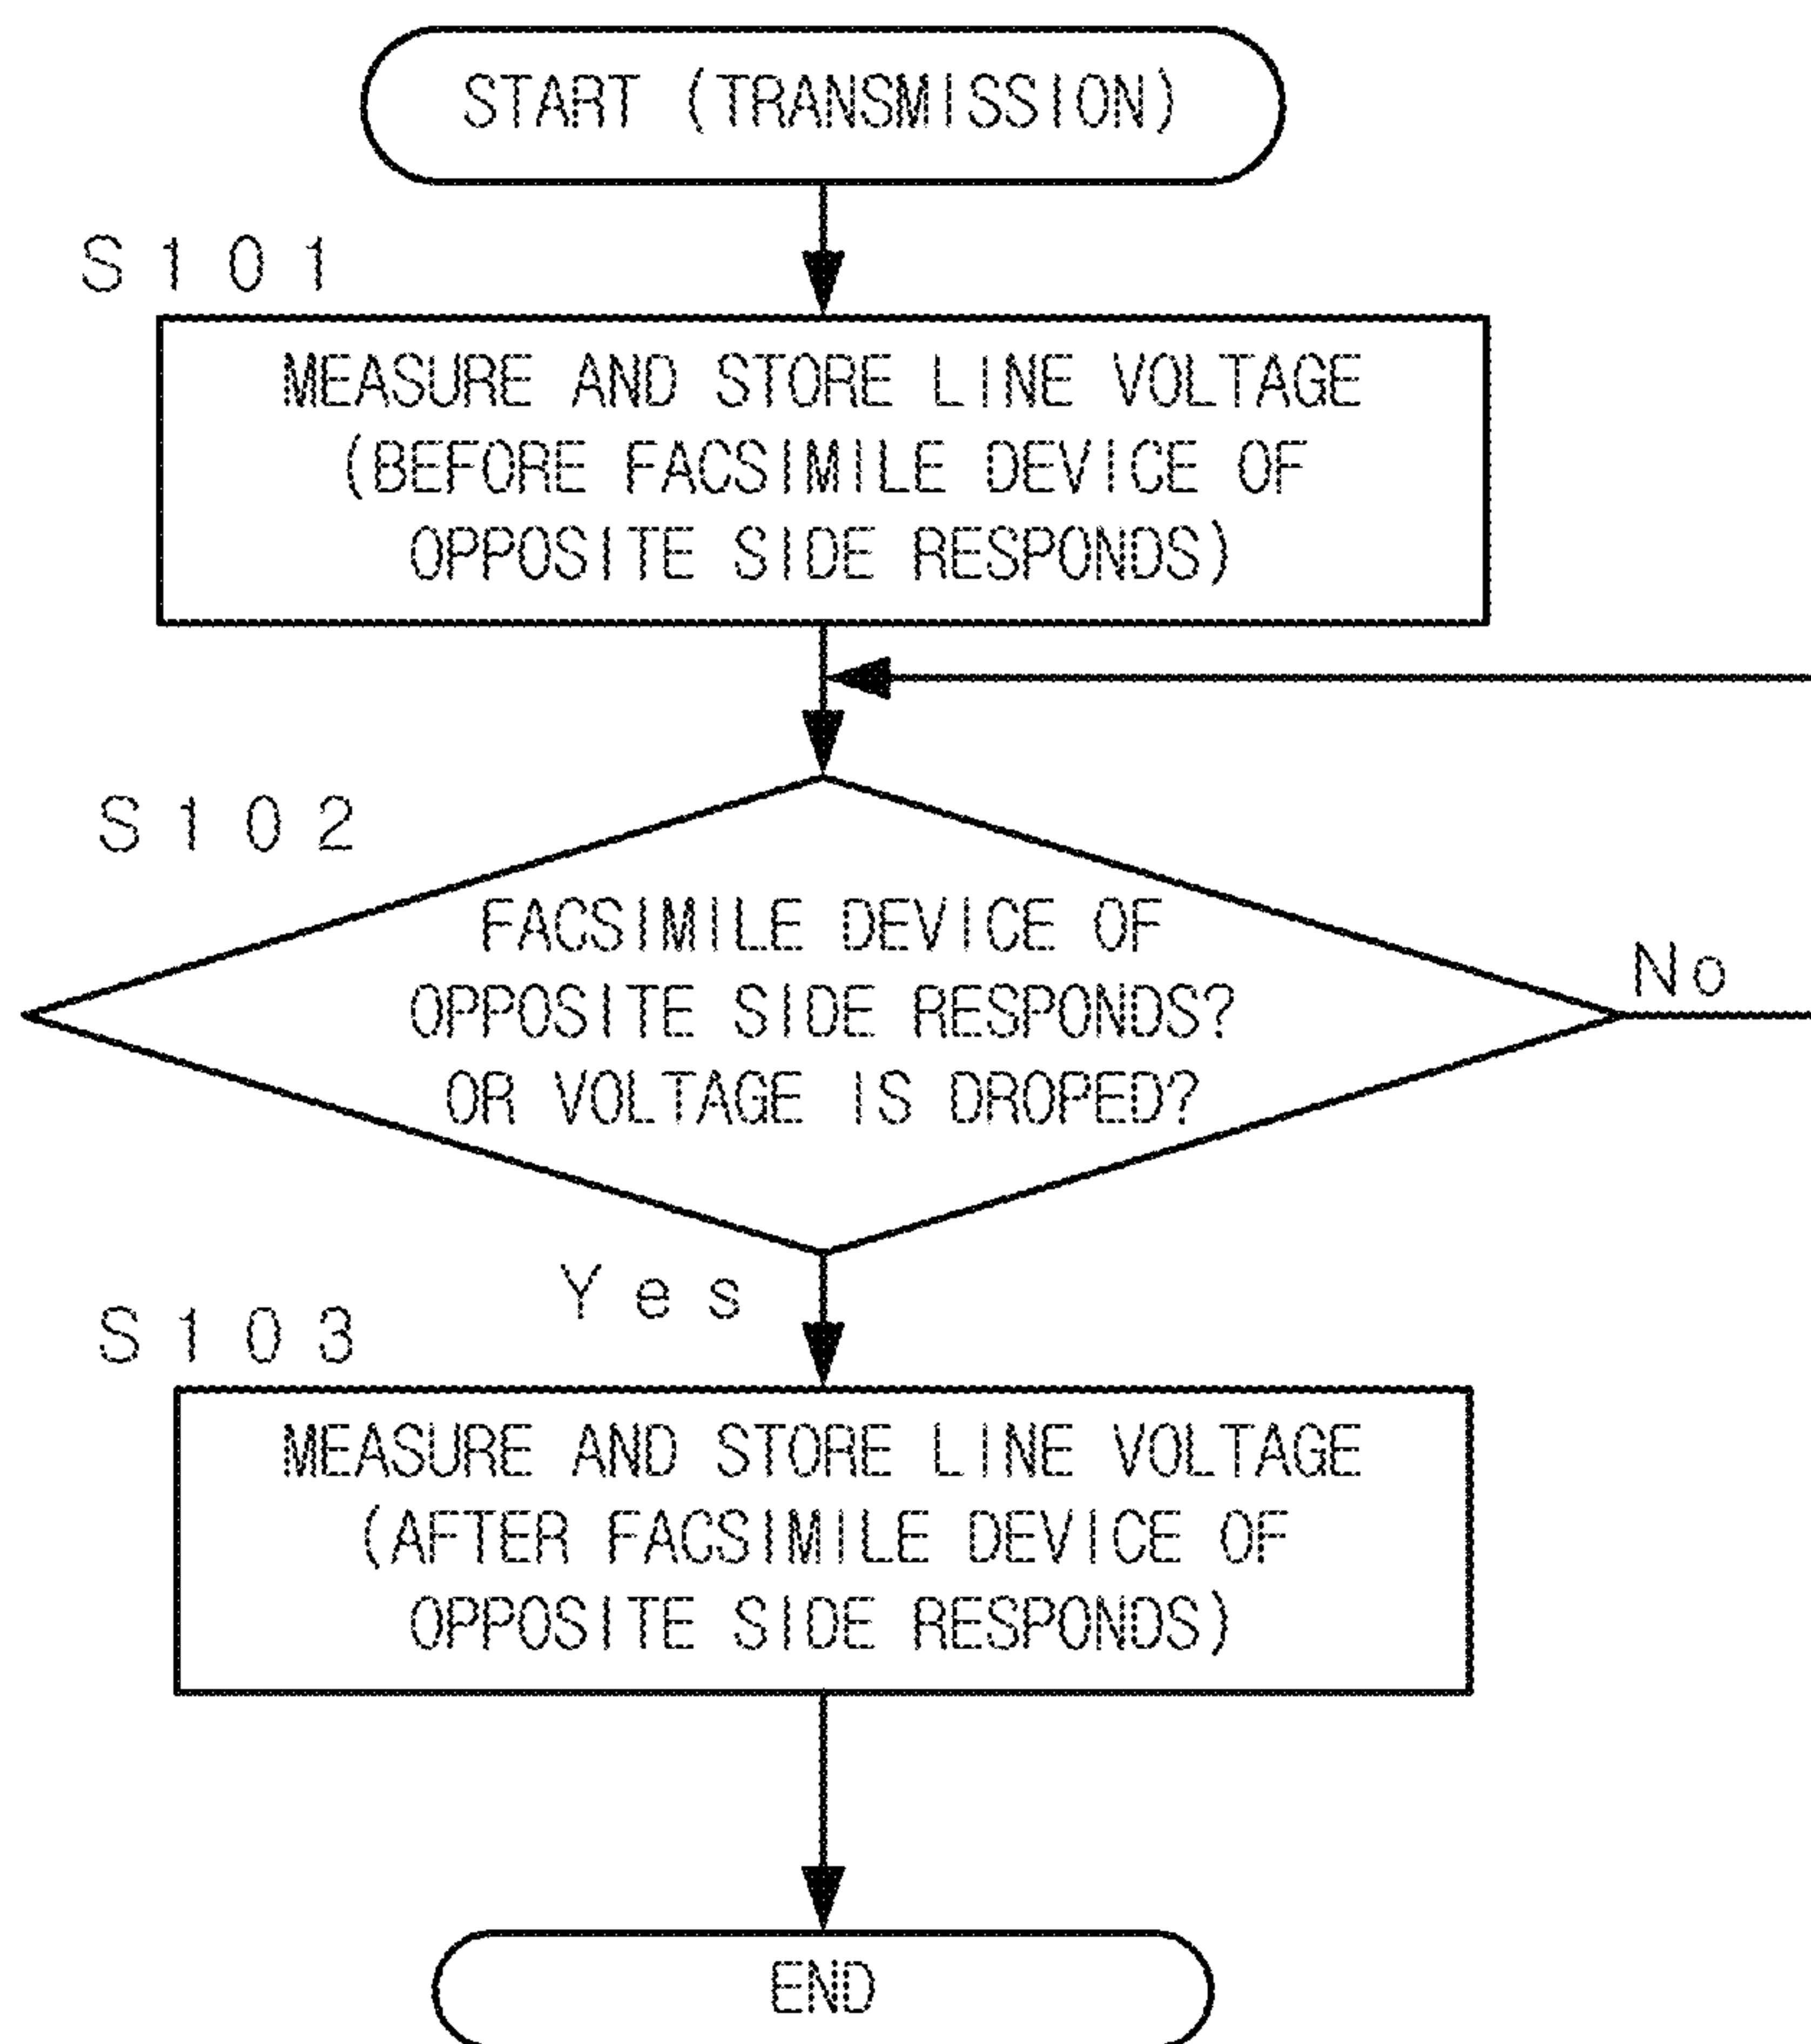 START (TRANSMISSION)
S101
MEASURE AND STORE LINE VOLTAGE
(BEFORE FACSIMILE DEVICE OF
OPPOSITE SIDE RESPONDS)
S102
FACSIMILE DEVICE OF
OPPOSITE SIDE RESPONDS?
OR VOLTAGE IS DROPED?
No
Yes
S103
MEASURE AND STORE LINE VOLTAGE
(AFTER FACSIMILE DEVICE OF
OPPOSITE SIDE RESPONDS)
END